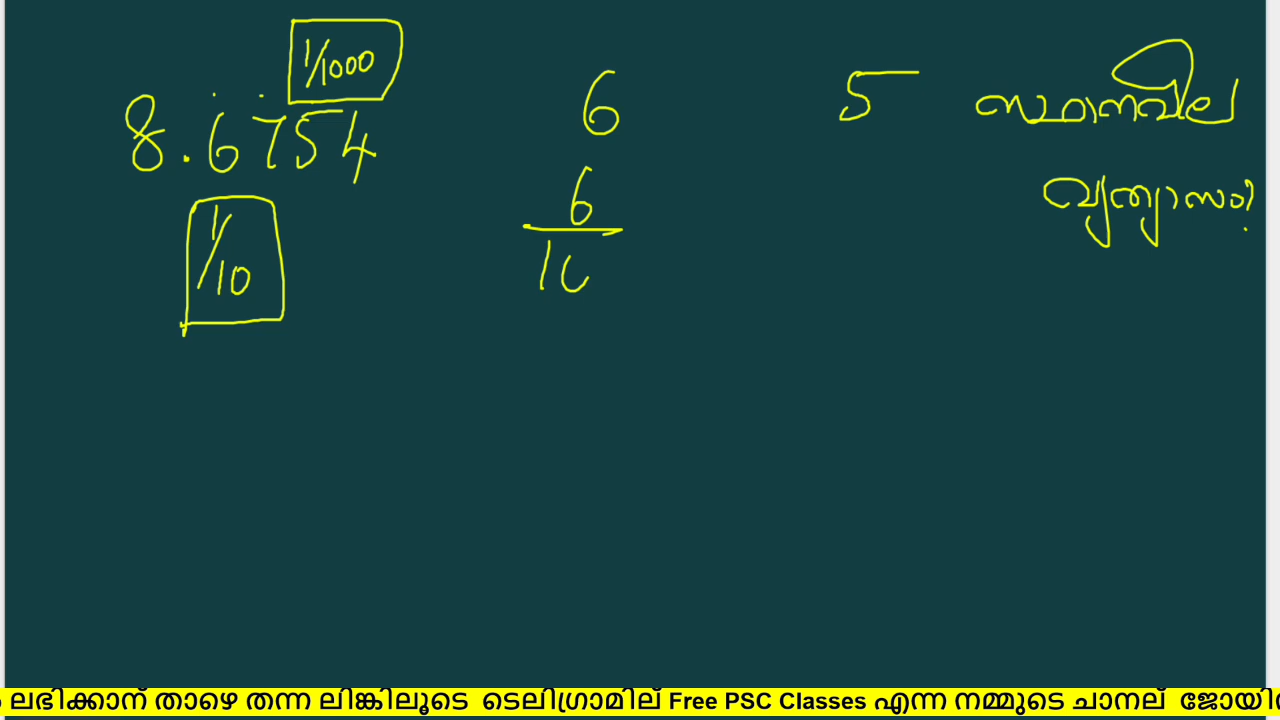 1/1000
8.6754
6
5 സ്ഥാനവില
6
വ്യത്യാസം?
1/10
10
ലഭിക്കാന് താഴെ തന്ന ലിങ്കിലൂടെ ടെലിഗ്രാമില് Free PSC Classes എന്ന നമ്മുടെ ചാനല്